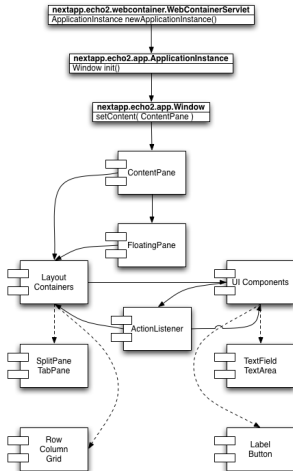 nextapp.echo2.webcontainer.WebContainerServlet
ApplicationInstance newApplicationInstance()
nextapp.echo2.app.ApplicationInstance
Window init()
nextapp.echo2.app.Window
setContent( ContentPane )
ContentPane
FloatingPane
Layout
Containers
UI Components
ActionListener
SplitPane
TabPane
TextField
TextArea
Row
Column
Grid
Label
Button